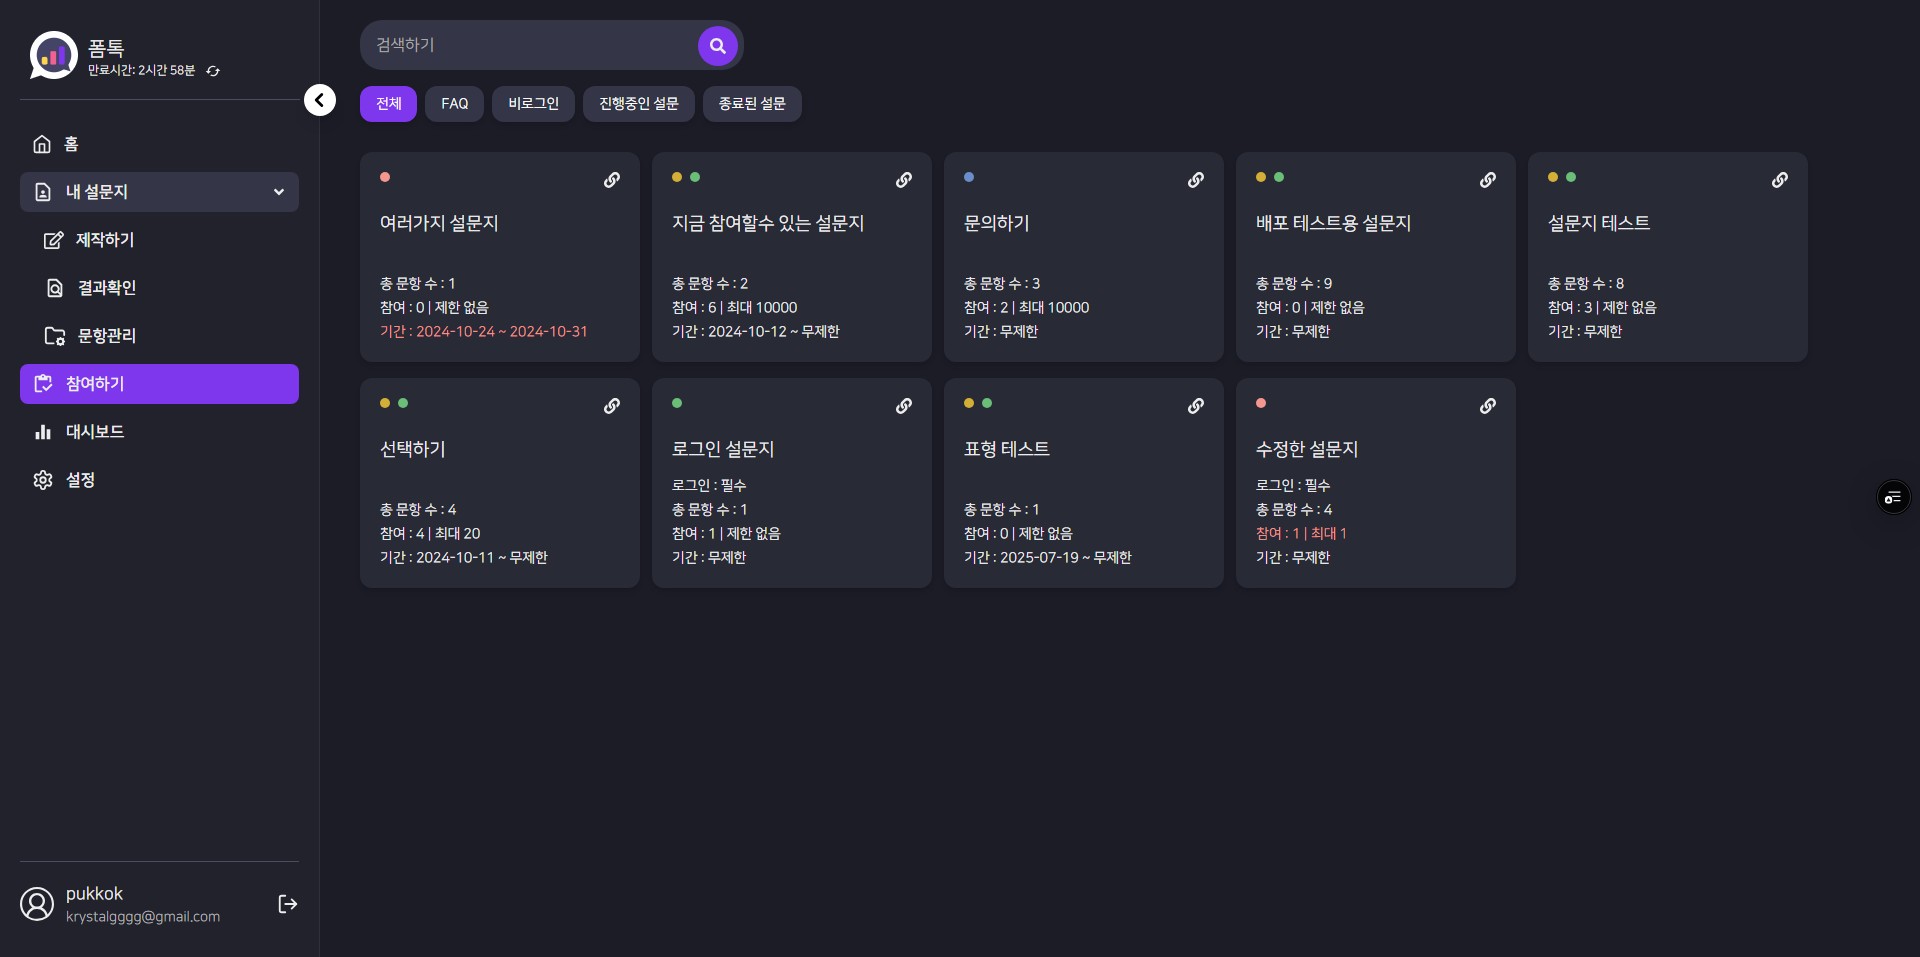 폼톡
만료시간: 2시간 58분
홈
내 설문지
제작하기
결과확인
문항관리
참여하기
대시보드
설정
pukkok
krystalgggg@gmail.com
검색하기
전체
FAQ
비로그인
진행중인 설문
종료된 설문
여러가지 설문지
총 문항 수 : 1
참여 : 0 | 제한 없음
기간 : 2024-10-24 ~ 2024-10-31
지금 참여할수 있는 설문지
총 문항 수 : 2
참여 : 6 | 최대 10000
기간 : 2024-10-12 ~ 무제한
문의하기
총 문항 수 : 3
참여 : 2 | 최대 10000
기간 : 무제한
배포 테스트용 설문지
총 문항 수 : 9
참여 : 0 | 제한 없음
기간 : 무제한
설문지 테스트
총 문항 수 : 8
참여 : 3 | 제한 없음
기간 : 무제한
선택하기
총 문항 수 : 4
참여 : 4 | 최대 20
기간 : 2024-10-11 ~ 무제한
로그인 설문지
로그인 : 필수
총 문항 수 : 1
참여 : 1 | 제한 없음
기간 : 무제한
표형 테스트
총 문항 수 : 1
참여 : 0 | 제한 없음
기간 : 2025-07-19 ~ 무제한
수정한 설문지
로그인 : 필수
총 문항 수 : 4
참여 : 1 | 최대 1
기간 : 무제한